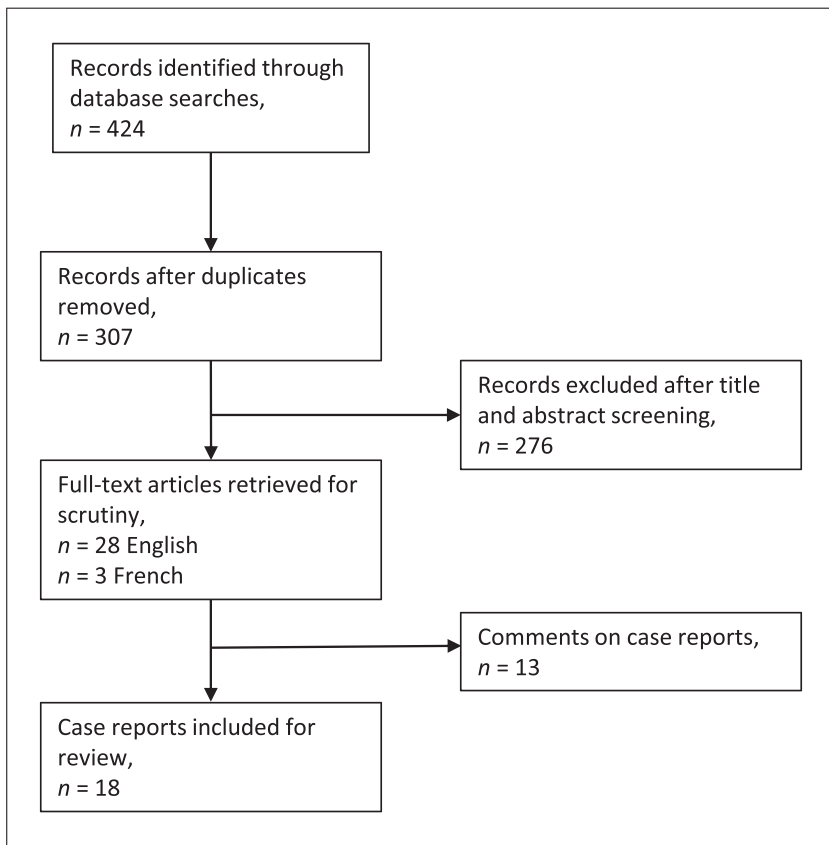 Records identified through
database searches,
n = 424
Records after duplicates
removed,
n = 307
Records excluded after title
and abstract screening,
n = 276
Full-text articles retrieved for
scrutiny,
n = 28 English
n = 3 French
Comments on case reports,
n = 13
Case reports included for
review,
n = 18